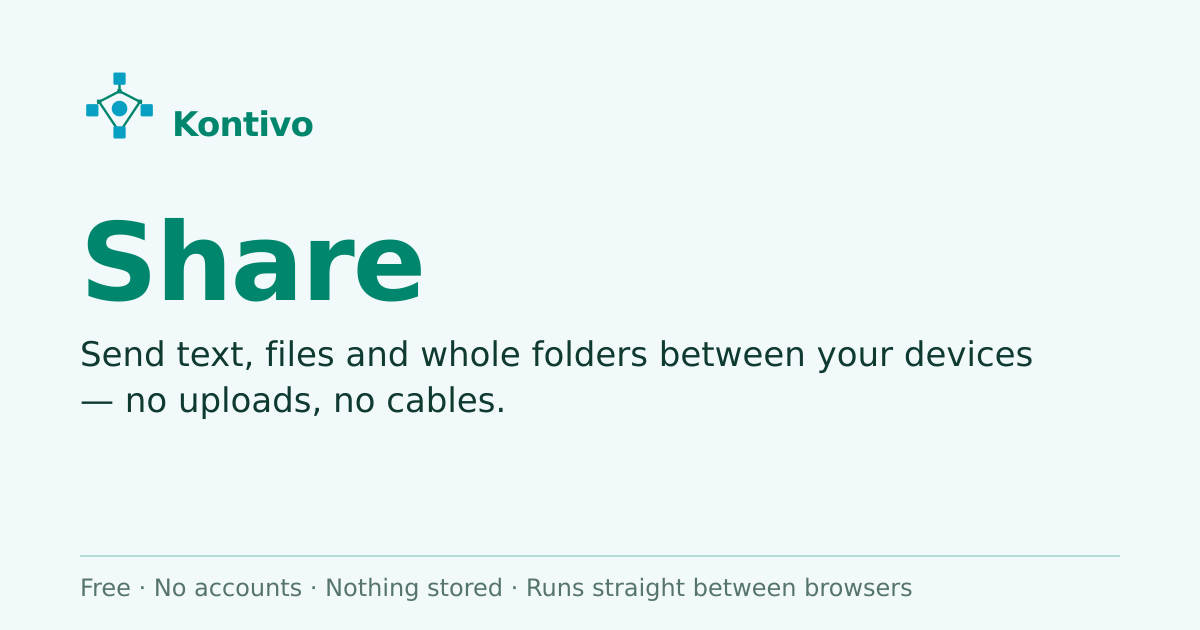 Kontivo
Share
Send text, files and whole folders between your devices
— no uploads, no cables.
Free · No accounts · Nothing stored · Runs straight between browsers